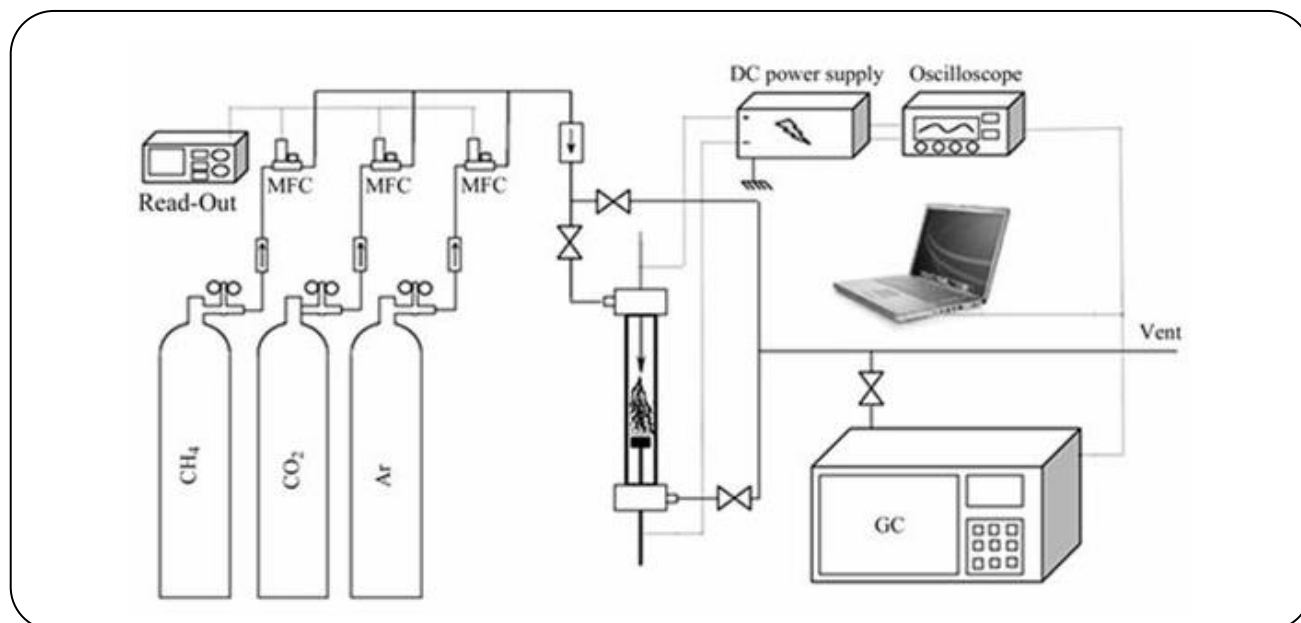 DC power supply
Oscilloscope
Read-Out
MFC
MFC
MFC
Vent
CH₄
CO₂
Ar
GC